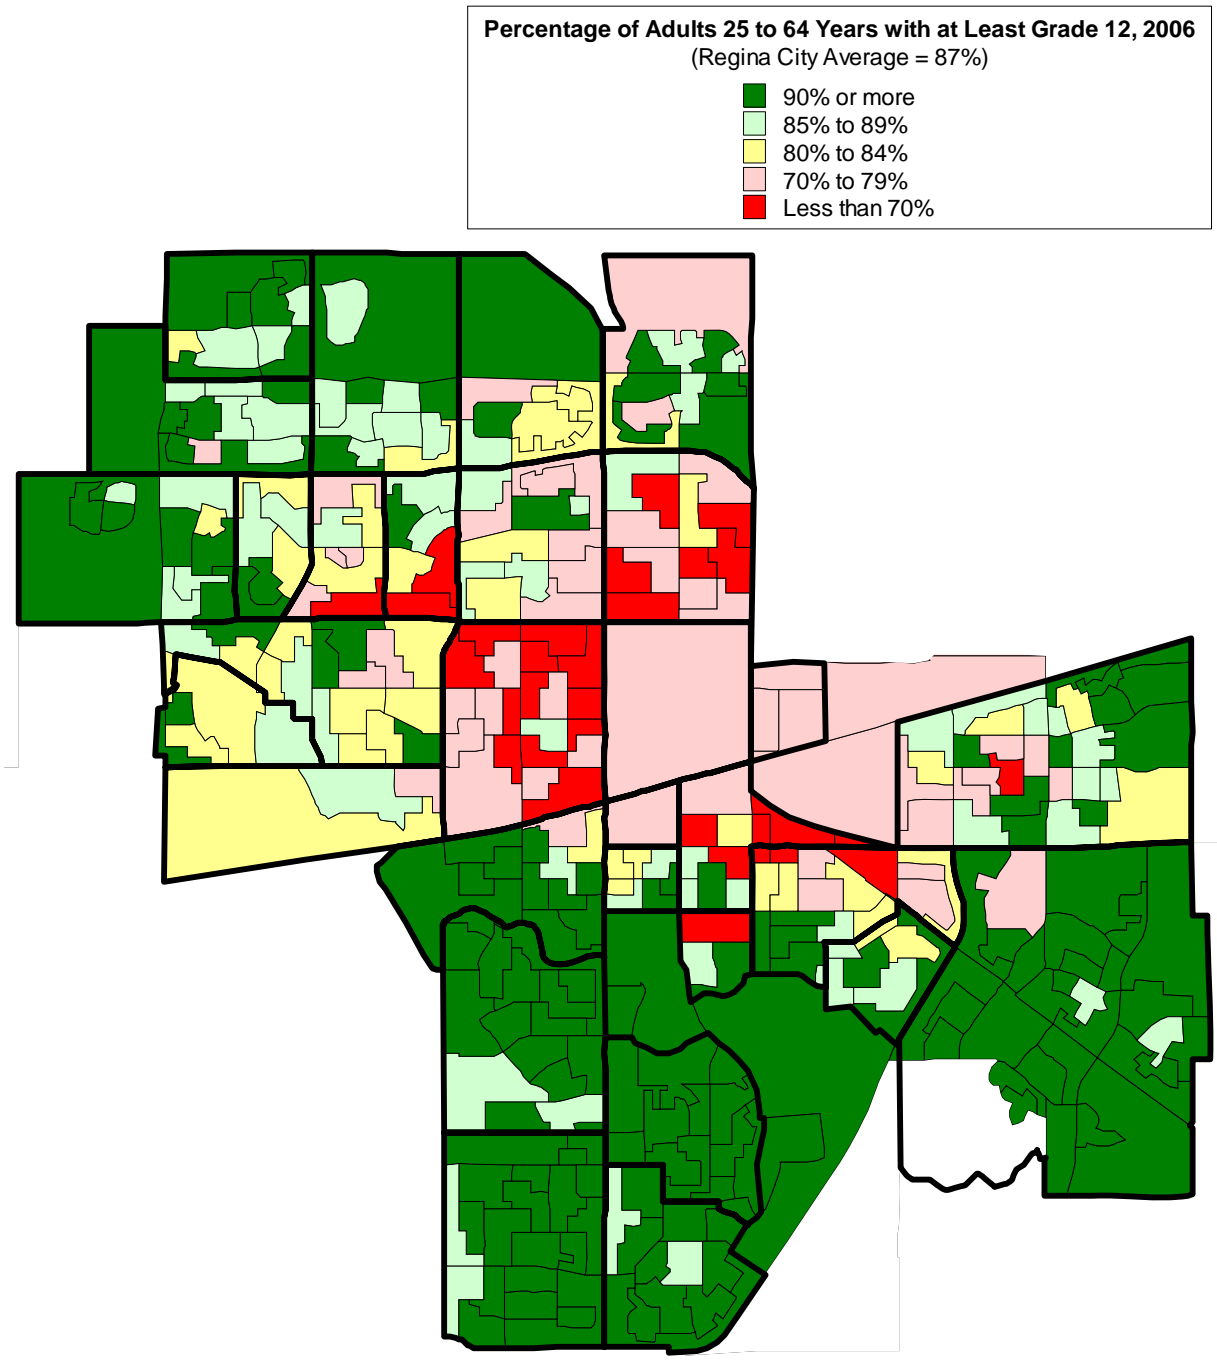 Percentage of Adults 25 to 64 Years with at Least Grade 12, 2006
(Regina City Average = 87%)
90% or more
85% to 89%
80% to 84%
70% to 79%
Less than 70%